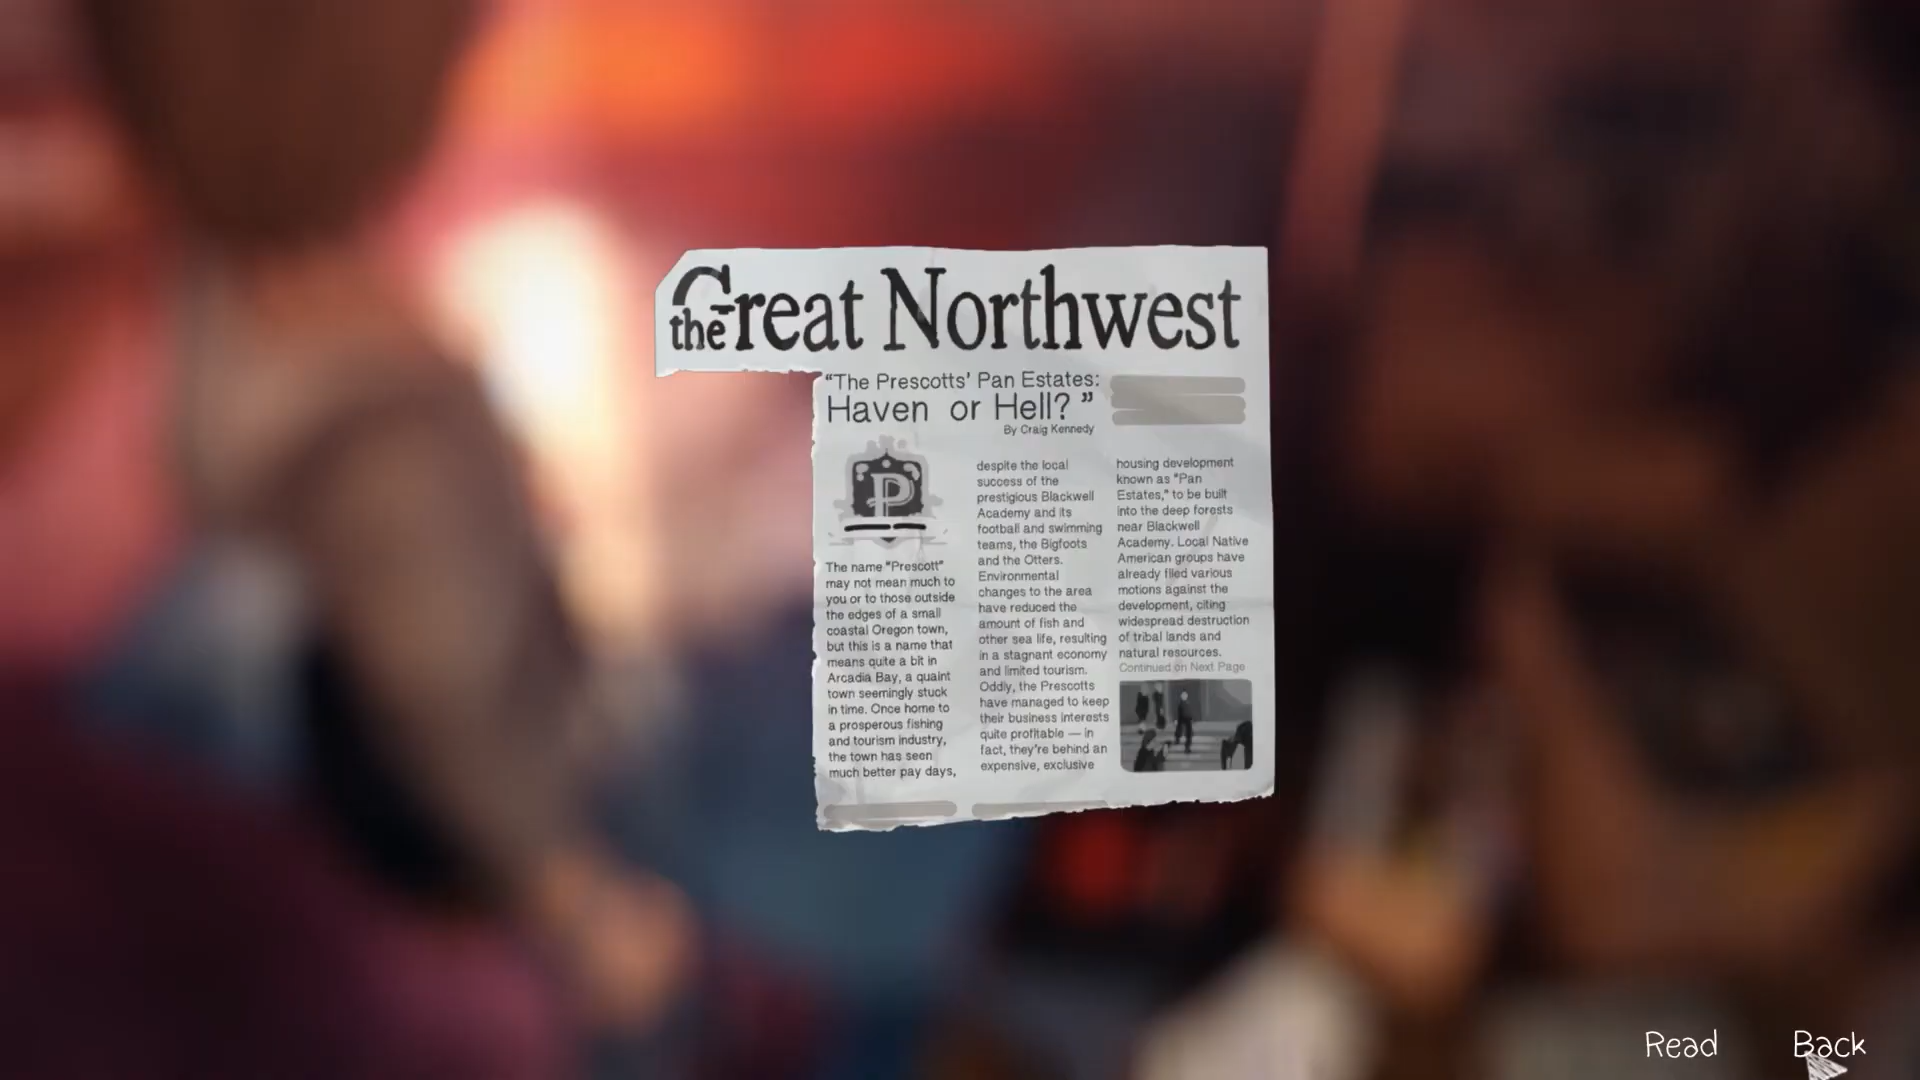 the Great Northwest
“The Prescotts’ Pan Estates:
Haven or Hell? ”
By Craig Kennedy
P
The name “Prescott”
may not mean much to
you or to those outside
the edges of a small
coastal Oregon town,
but this is a name that
means quite a bit in
Arcadia Bay, a quaint
town seemingly stuck
in time. Once home to
a prosperous fishing
and tourism industry,
the town has seen
much better pay days,
despite the local
success of the
prestigious Blackwell
Academy and its
football and swimming
teams, the Bigfoots
and the Otters.
Environmental
changes to the area
have reduced the
amount of fish and
other sea life, resulting
in a stagnant economy
and limited tourism.
Oddly, the Prescotts
have managed to keep
their business interests
quite profitable — in
fact, they’re behind an
expensive, exclusive
housing development
known as “Pan
Estates,” to be built
into the deep forests
near Blackwell
Academy. Local Native
American groups have
already filed various
motions against the
development, citing
widespread destruction
of tribal lands and
natural resources.
Continued on Next Page
Read
Back